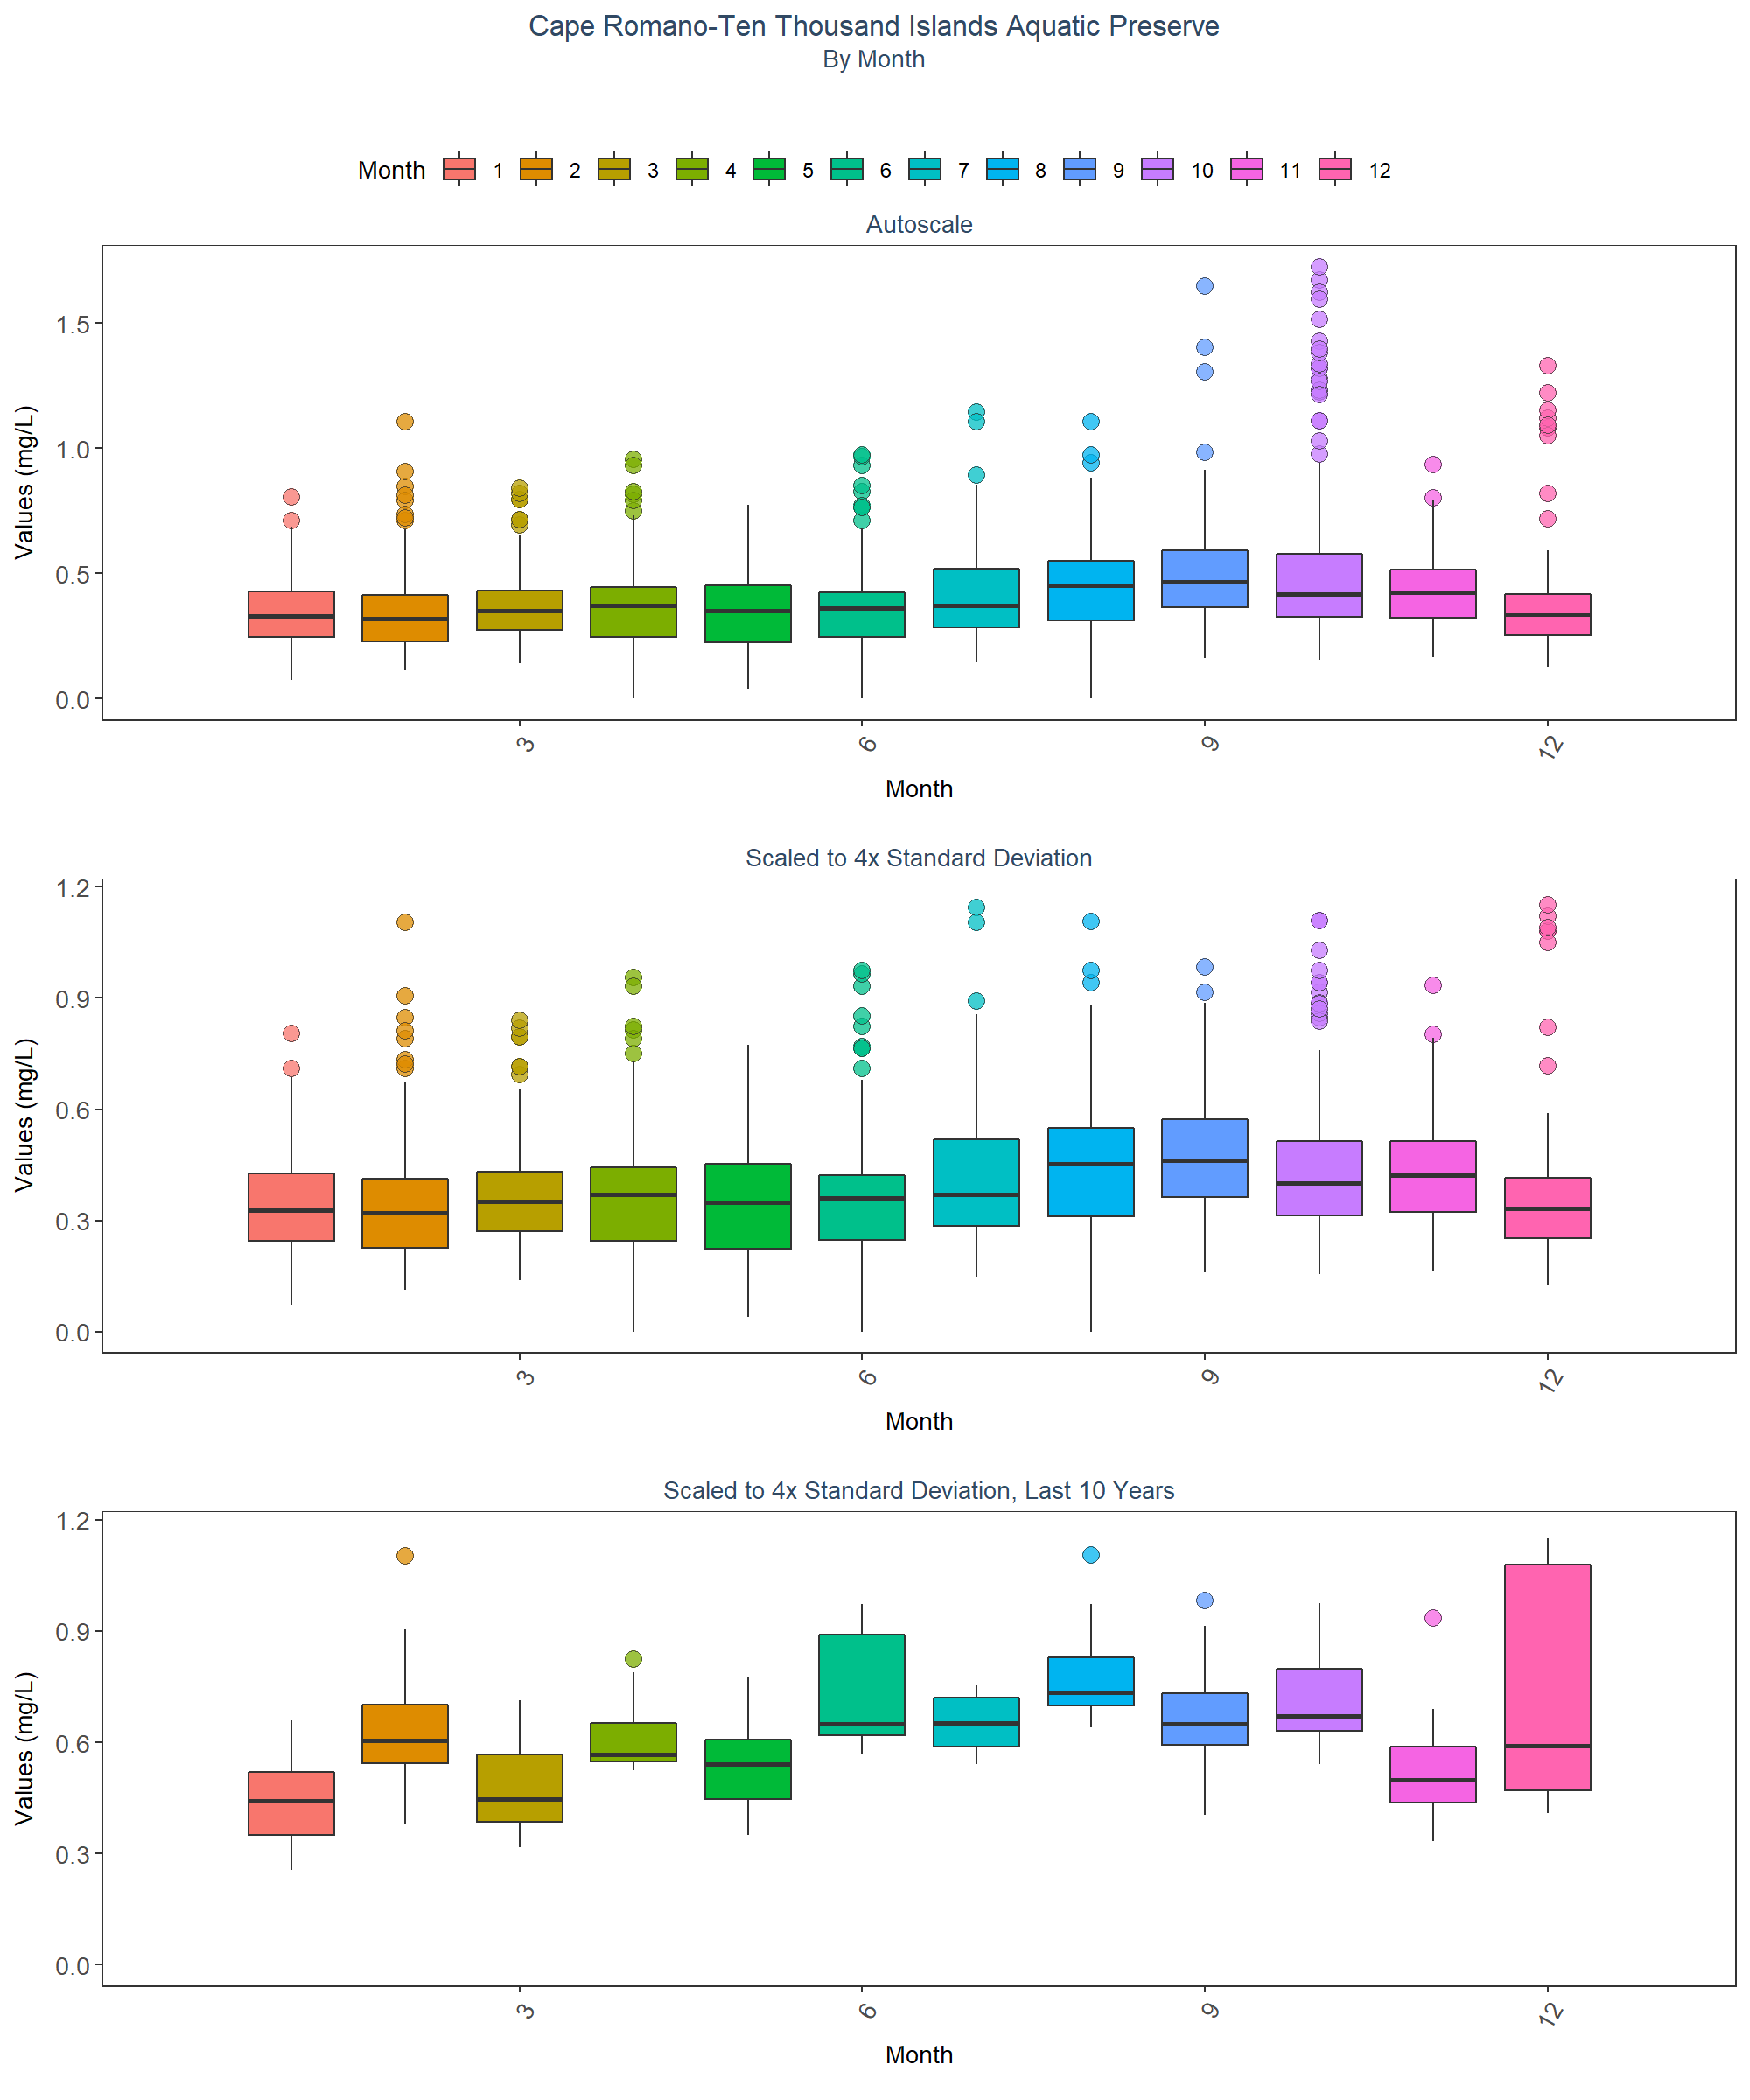 Cape Romano-Ten Thousand Islands Aquatic Preserve
By Month
Month 1 2 3 4 5 6 7 8 9 10 11 12
Autoscale
Values (mg/L)
1.5
1.0
0.5
0.0
3 6 9 12
Month
Scaled to 4x Standard Deviation
Values (mg/L)
1.2
0.9
0.6
0.3
0.0
3 6 9 12
Month
Scaled to 4x Standard Deviation, Last 10 Years
Values (mg/L)
1.2
0.9
0.6
0.3
0.0
3 6 9 12
Month